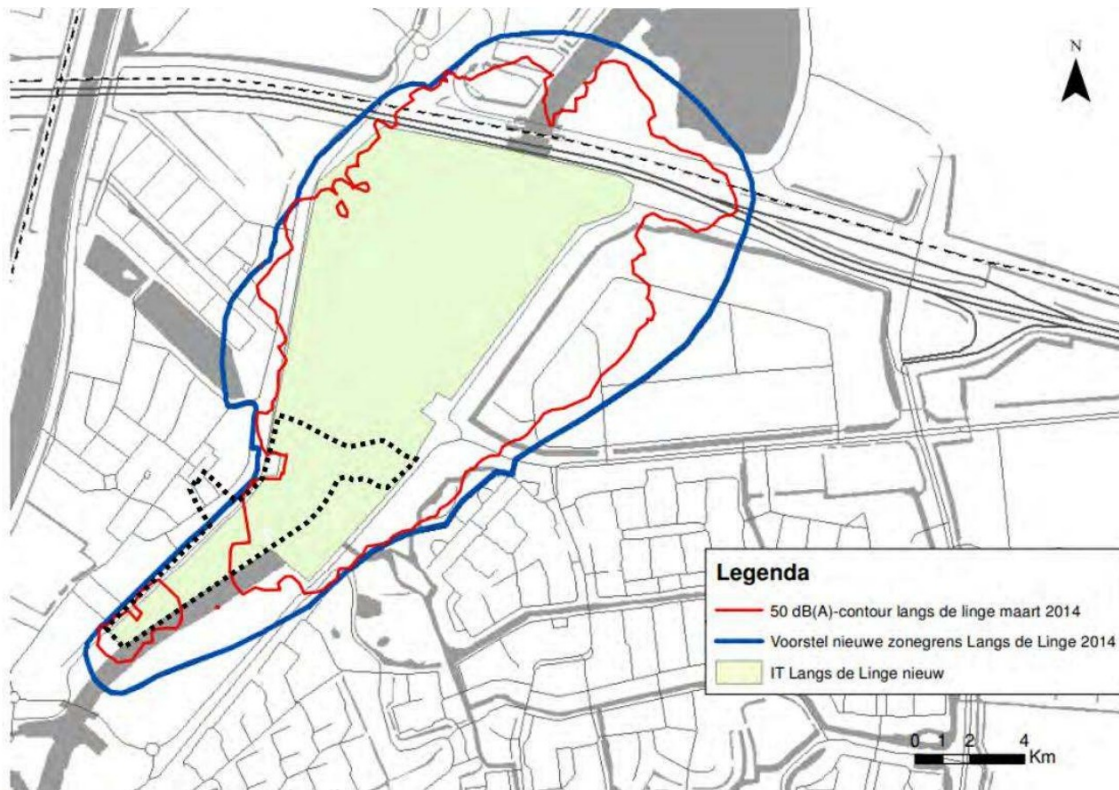 N
Legenda
50 dB(A)-contour langs de linge maart 2014
Voorstel nieuwe zonegrens Langs de Linge 2014
IT Langs de Linge nieuw
0 1 2 4
Km